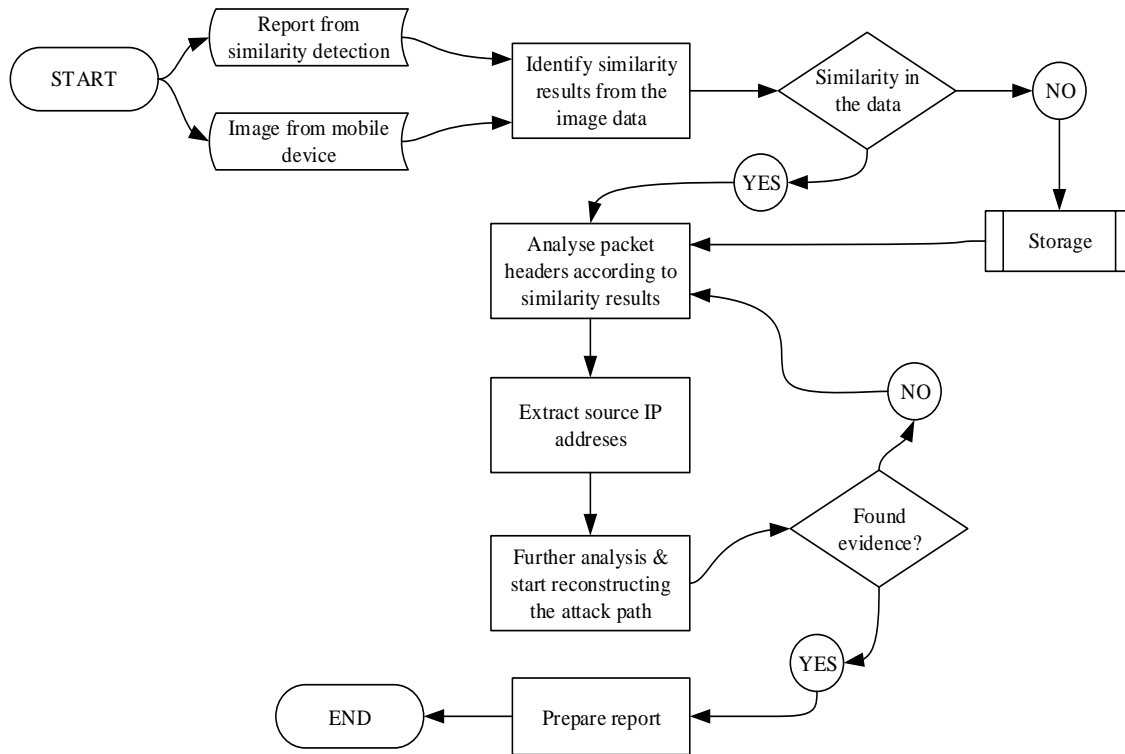 START
Report from
similarity detection
Image from mobile
device
Identify similarity
results from the
image data
Similarity in
the data
NO
YES
Storage
Analyse packet
headers according to
similarity results
Extract source IP
addreses
NO
Further analysis &
start reconstructing
the attack path
Found
evidence?
YES
Prepare report
END